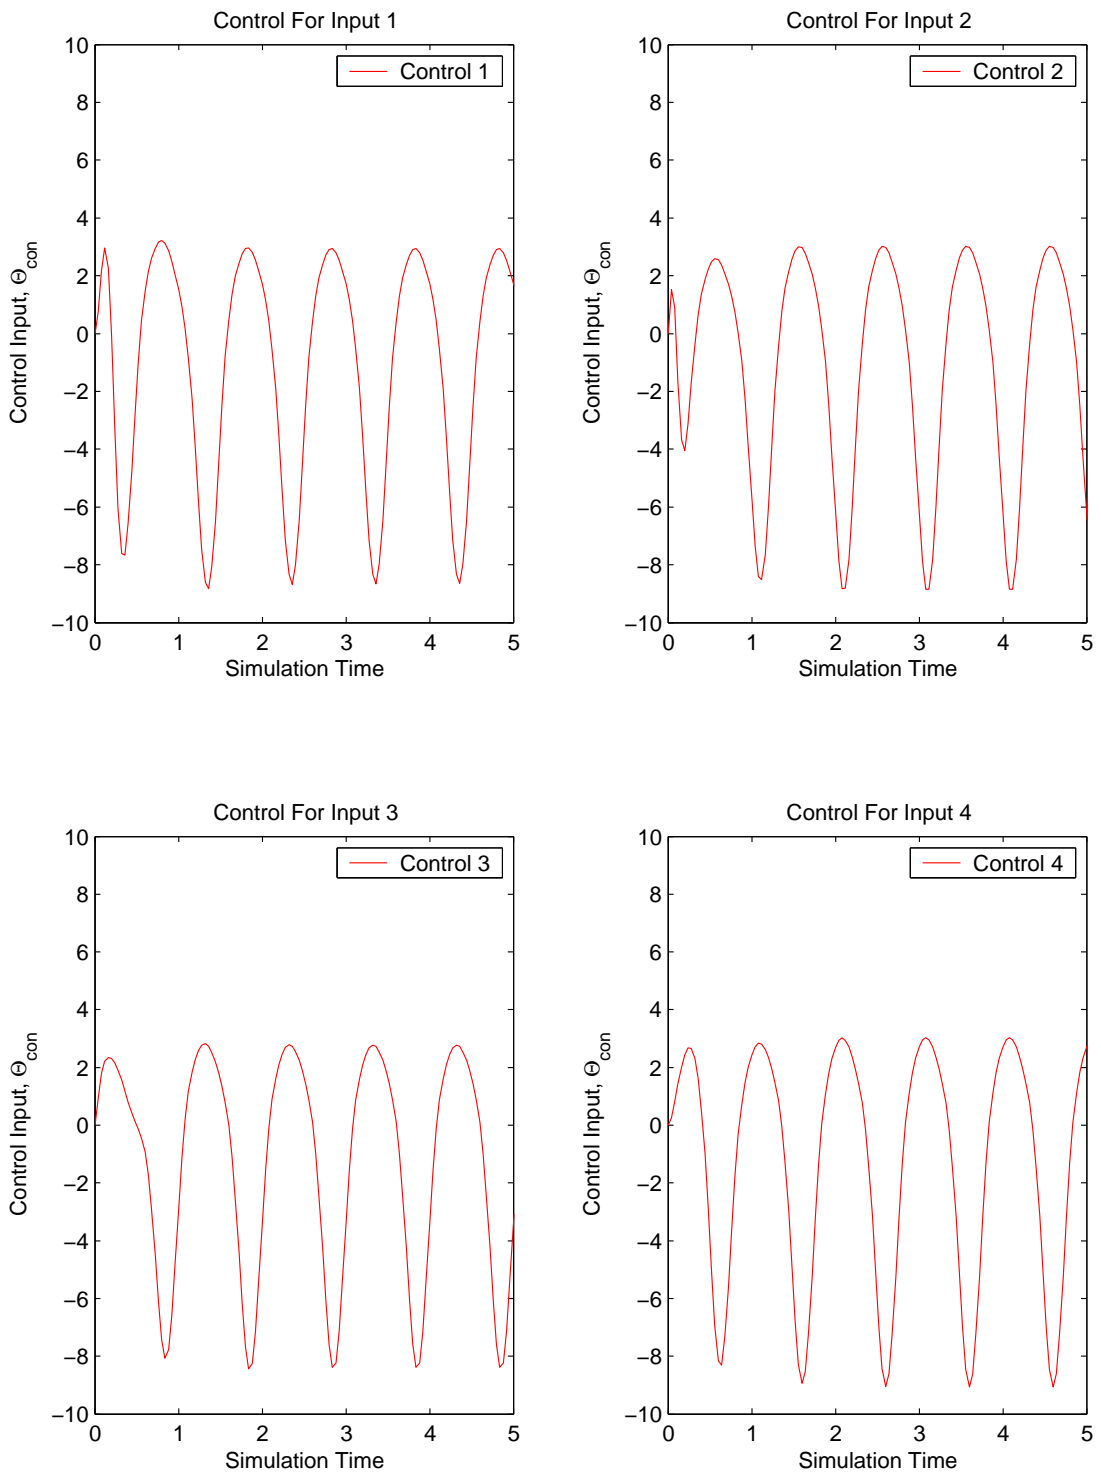 Control For Input 1
Control 1
10
8
6
4
2
0
−2
−4
−6
−8
−10
Control Input, Θcon
0 1 2 3 4 5
Simulation Time
Control For Input 2
Control 2
10
8
6
4
2
0
−2
−4
−6
−8
−10
Control Input, Θcon
0 1 2 3 4 5
Simulation Time
Control For Input 3
Control 3
10
8
6
4
2
0
−2
−4
−6
−8
−10
Control Input, Θcon
0 1 2 3 4 5
Simulation Time
Control For Input 4
Control 4
10
8
6
4
2
0
−2
−4
−6
−8
−10
Control Input, Θcon
0 1 2 3 4 5
Simulation Time